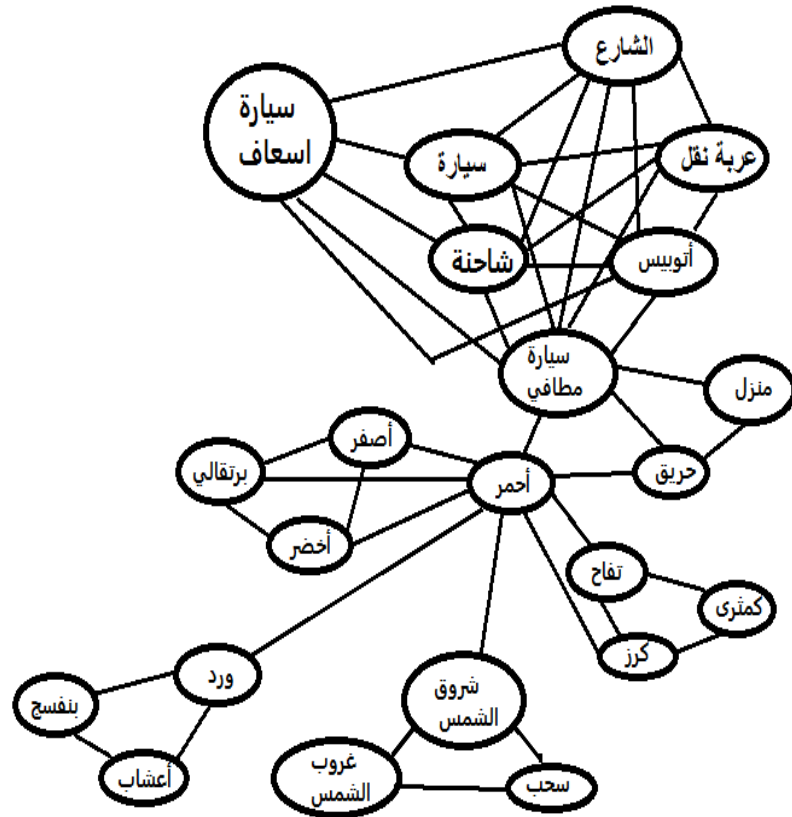 الشارع
سيارة
اسعاف
سيارة
عربة نقل
شاحنة
أتوبيس
سيارة
مطافي
منزل
أصفر
برتقالي
أحمر
حريق
أخضر
تفاح
كمثرى
كرز
ورد
بنفسج
شروق
الشمس
أعشاب
غروب
الشمس
سحب